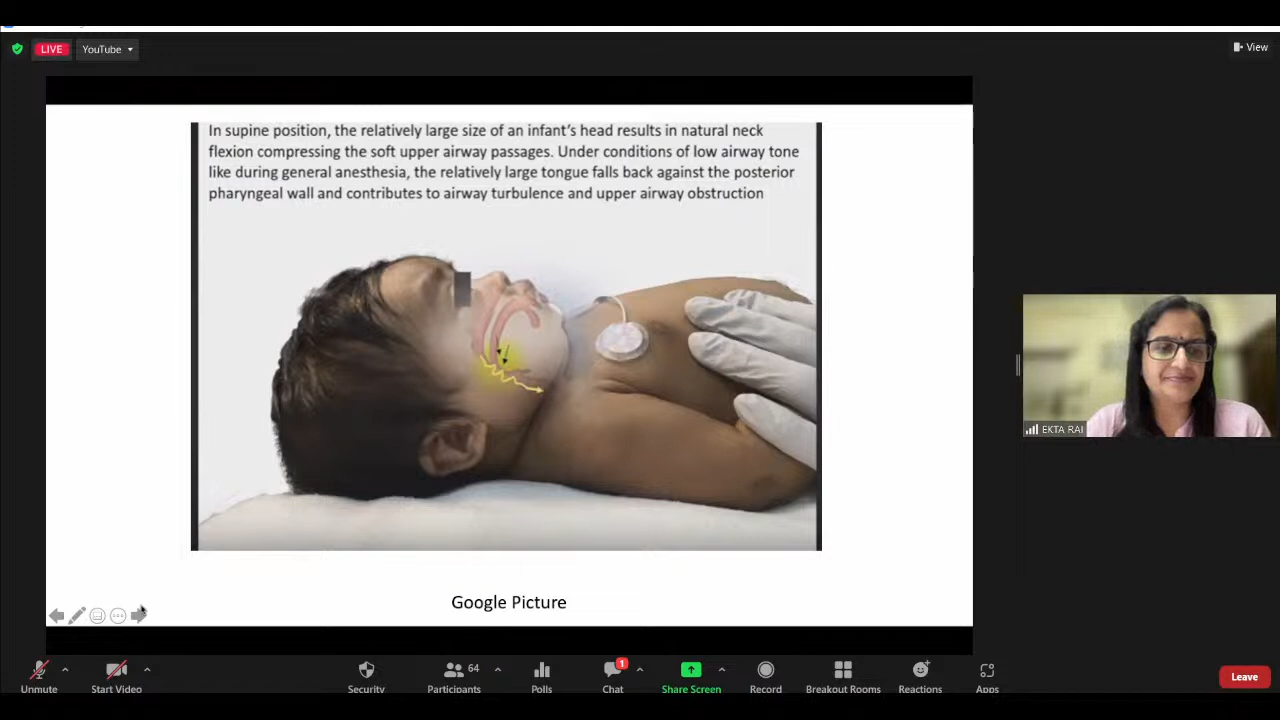 LIVE
YouTube
View
In supine position, the relatively large size of an infant's head results in natural neck
flexion compressing the soft upper airway passages. Under conditions of low airway tone
like during general anesthesia, the relatively large tongue falls back against the posterior
pharyngeal wall and contributes to airway turbulence and upper airway obstruction
EKTA RAI
Google Picture
Unmute
Start Video
Security
Participants
64
Polls
Chat
1
Share Screen
Record
Breakout Rooms
Reactions
Apps
Leave